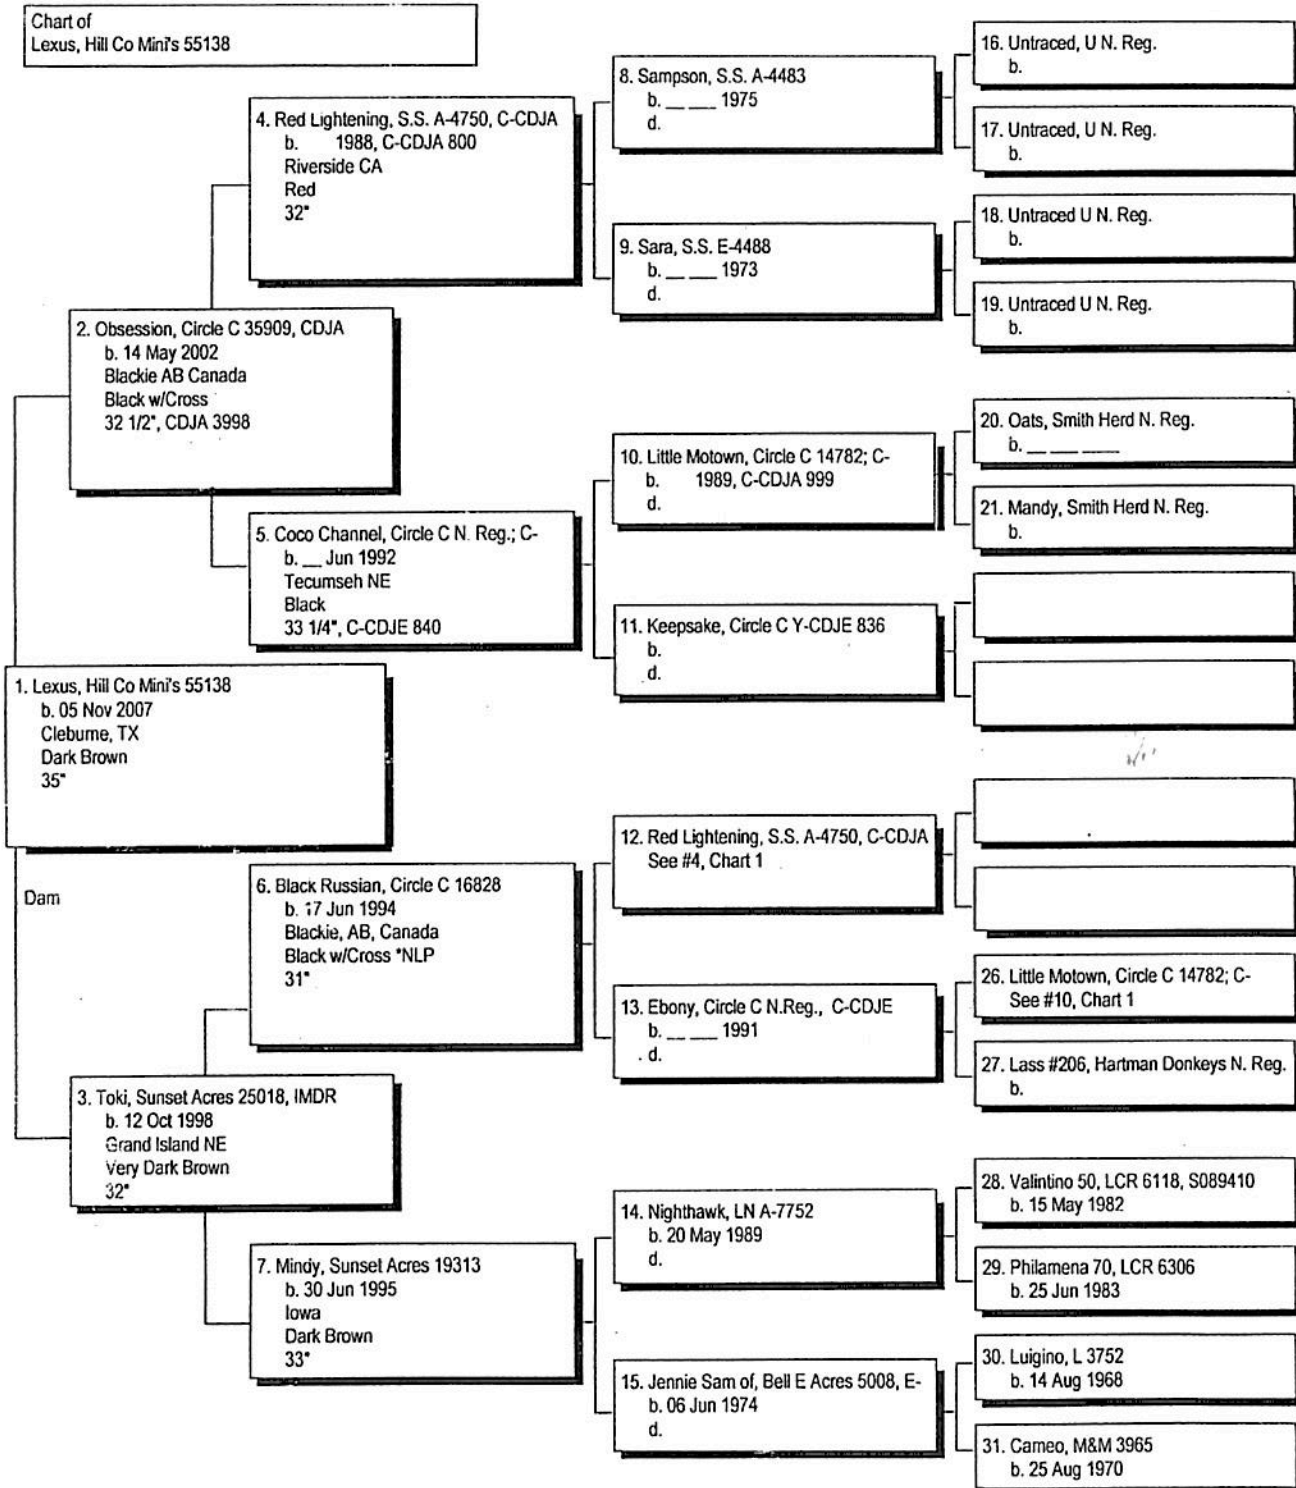 Chart of
Lexus, Hill Co Mini's 55138
1. Lexus, Hill Co Mini's 55138
b. 05 Nov 2007
Cleburne, TX
Dark Brown
35"
Dam
2. Obsession, Circle C 35909, CDJA
b. 14 May 2002
Blackie AB Canada
Black w/Cross
32 1/2", CDJA 3998
3. Toki, Sunset Acres 25018, IMDR
b. 12 Oct 1998
Grand Island NE
Very Dark Brown
32"
4. Red Lightening, S.S. A-4750, C-CDJA
b. 1988, C-CDJA 800
Riverside CA
Red
32"
5. Coco Channel, Circle C N. Reg.; C-
b. __ Jun 1992
Tecumseh NE
Black
33 1/4", C-CDJE 840
6. Black Russian, Circle C 16828
b. 17 Jun 1994
Blackie, AB, Canada
Black w/Cross *NLP
31"
7. Mindy, Sunset Acres 19313
b. 30 Jun 1995
Iowa
Dark Brown
33"
8. Sampson, S.S. A-4483
b. __ ___ 1975
d.
9. Sara, S.S. E-4488
b. __ ___ 1973
d.
10. Little Motown, Circle C 14782; C-
b. 1989, C-CDJA 999
d.
11. Keepsake, Circle C Y-CDJE 836
b.
d.
12. Red Lightening, S.S. A-4750, C-CDJA
See #4, Chart 1
13. Ebony, Circle C N.Reg., C-CDJE
b. __ ___ 1991
d.
14. Nighthawk, LN A-7752
b. 20 May 1989
d.
15. Jennie Sam of, Bell E Acres 5008, E-
b. 06 Jun 1974
d.
16. Untraced, U N. Reg.
b.
17. Untraced, U N. Reg.
b.
18. Untraced U N. Reg.
b.
19. Untraced U N. Reg.
b.
20. Oats, Smith Herd N. Reg.
b. __ ___ ____
21. Mandy, Smith Herd N. Reg.
b.
26. Little Motown, Circle C 14782; C-
See #10, Chart 1
27. Lass #206, Hartman Donkeys N. Reg.
b.
28. Valintino 50, LCR 6118, S089410
b. 15 May 1982
29. Philamena 70, LCR 6306
b. 25 Jun 1983
30. Luigino, L 3752
b. 14 Aug 1968
31. Cameo, M&M 3965
b. 25 Aug 1970